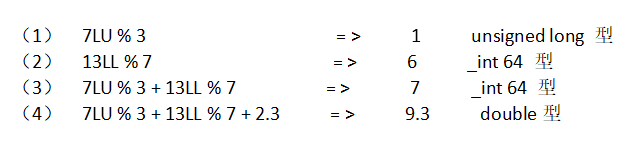 （1） 7LU % 3 => 1 unsigned long 型
（2） 13LL % 7 => 6 _int 64 型
（3） 7LU % 3 + 13LL % 7 => 7 _int 64 型
（4） 7LU % 3 + 13LL % 7 + 2.3 => 9.3 double 型